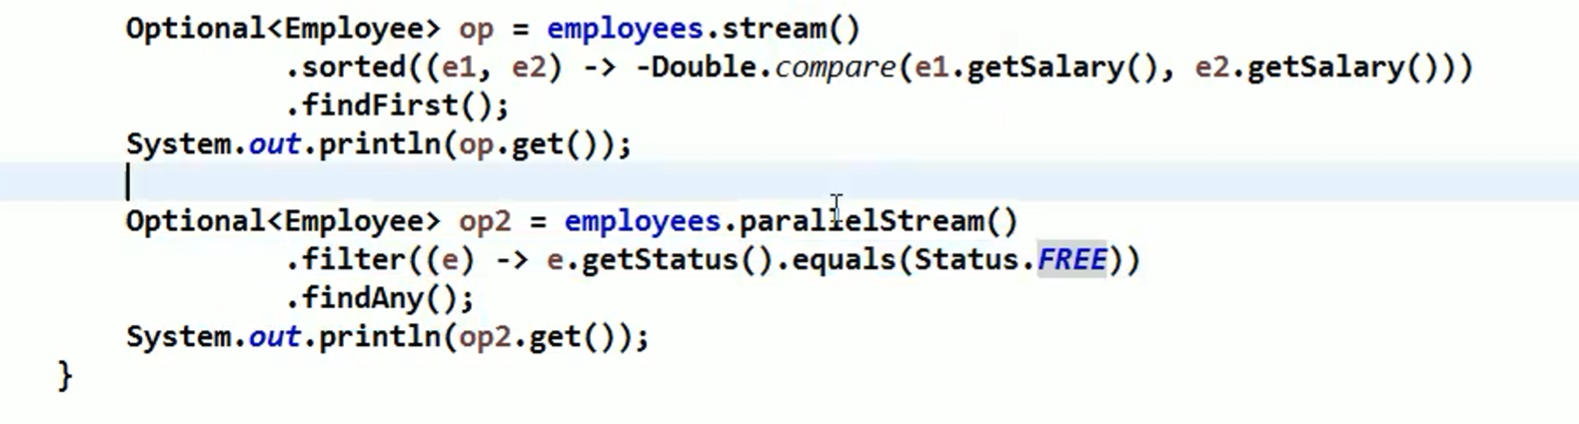 Optional<Employee> op = employees.stream()
.sorted((e1, e2) -> -Double.compare(e1.getSalary(), e2.getSalary()))
.findFirst();
System.out.println(op.get());
Optional<Employee> op2 = employees.parallelStream()
.filter((e) -> e.getStatus().equals(Status.FREE))
.findAny();
System.out.println(op2.get());
}